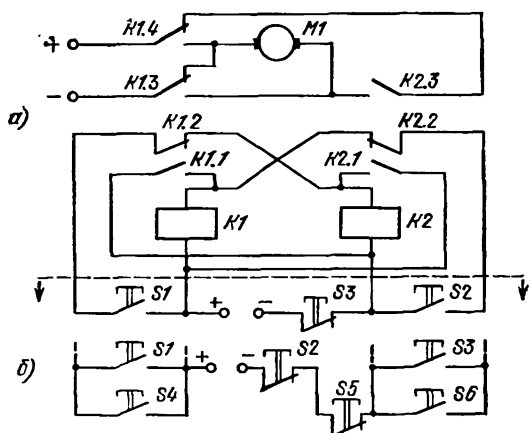 + К1.4 М1
− К1.3 К2.3
а)
К1.2 К2.2
К1.1 К2.1
К1 К2
S1 + − S3 S2
б) S1 + − S2 S3
S4 S5 S6